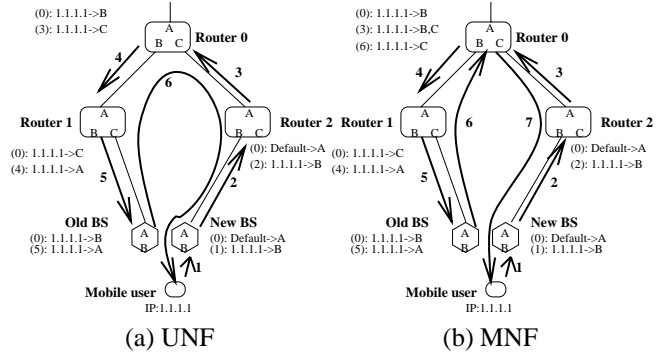 (0): 1.1.1.1->B
(3): 1.1.1.1->C
A
B C
Router 0
4
3
6
Router 1
A
B C
A
B C
Router 2
(0): 1.1.1.1->C
(4): 1.1.1.1->A
(0): Default->A
(2): 1.1.1.1->B
5
2
Old BS
New BS
(0): 1.1.1.1->B
(5): 1.1.1.1->A
A
B
A
B
(0): Default->A
(1): 1.1.1.1->B
1
Mobile user
IP:1.1.1.1
(a) UNF
(0): 1.1.1.1->B
(3): 1.1.1.1->B,C
(6): 1.1.1.1->C
A
B C
Router 0
4
3
6
7
Router 1
A
B C
A
B C
Router 2
(0): 1.1.1.1->C
(4): 1.1.1.1->A
(0): Default->A
(2): 1.1.1.1->B
5
2
Old BS
New BS
(0): 1.1.1.1->B
(5): 1.1.1.1->A
A
B
A
B
(0): Default->A
(1): 1.1.1.1->B
1
Mobile user
IP:1.1.1.1
(b) MNF